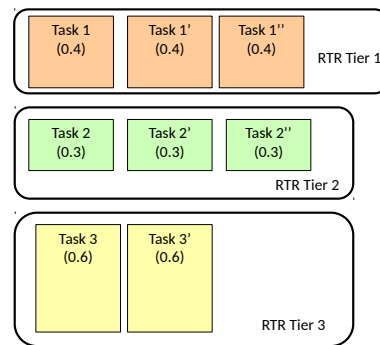 Task 1
(0.4)
Task 1’
(0.4)
Task 1’’
(0.4)
RTR Tier 1
Task 2
(0.3)
Task 2’
(0.3)
Task 2’’
(0.3)
RTR Tier 2
Task 3
(0.6)
Task 3’
(0.6)
RTR Tier 3